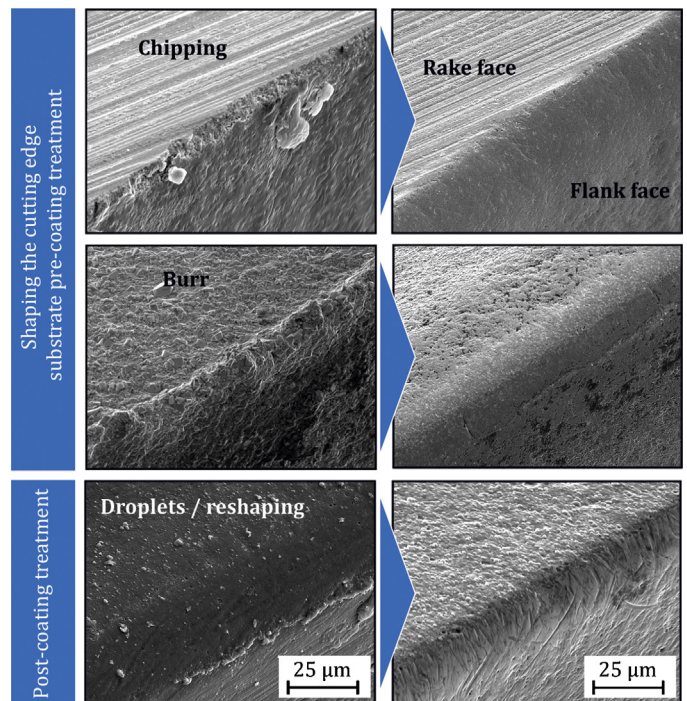 Shaping the cutting edge
substrate pre-coating treatment
Chipping
Rake face
Flank face
Burr
Post-coating treatment
Droplets / reshaping
25 µm
25 µm